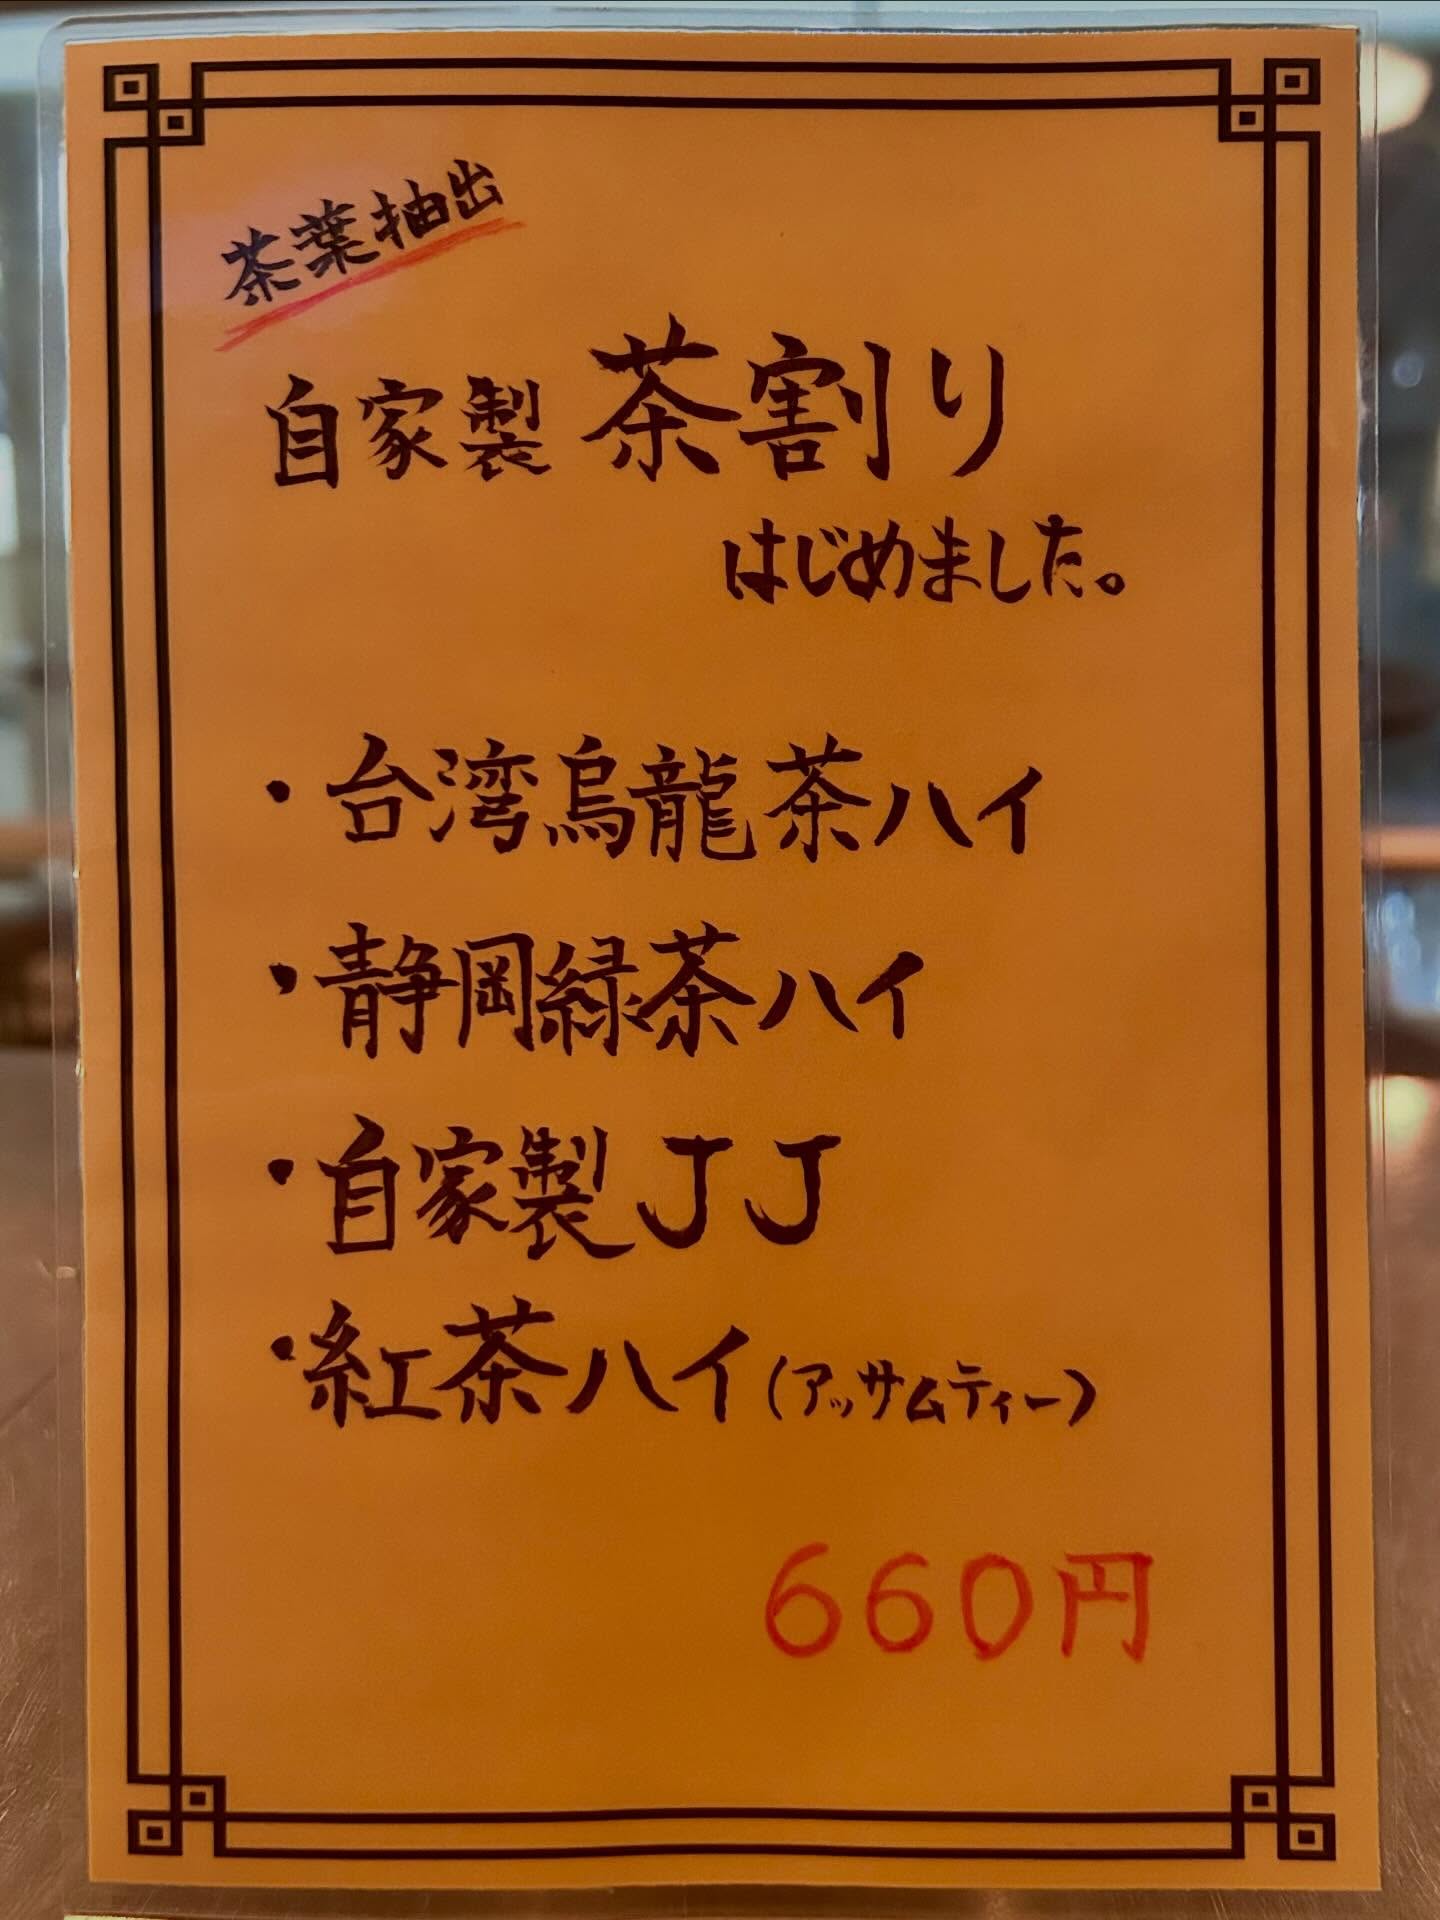 茶葉抽出
自家製 茶割り
はじめました。
・台湾烏龍茶ハイ
・静岡緑茶ハイ
・自家製JJ
・紅茶ハイ(アッサムティー)
660円